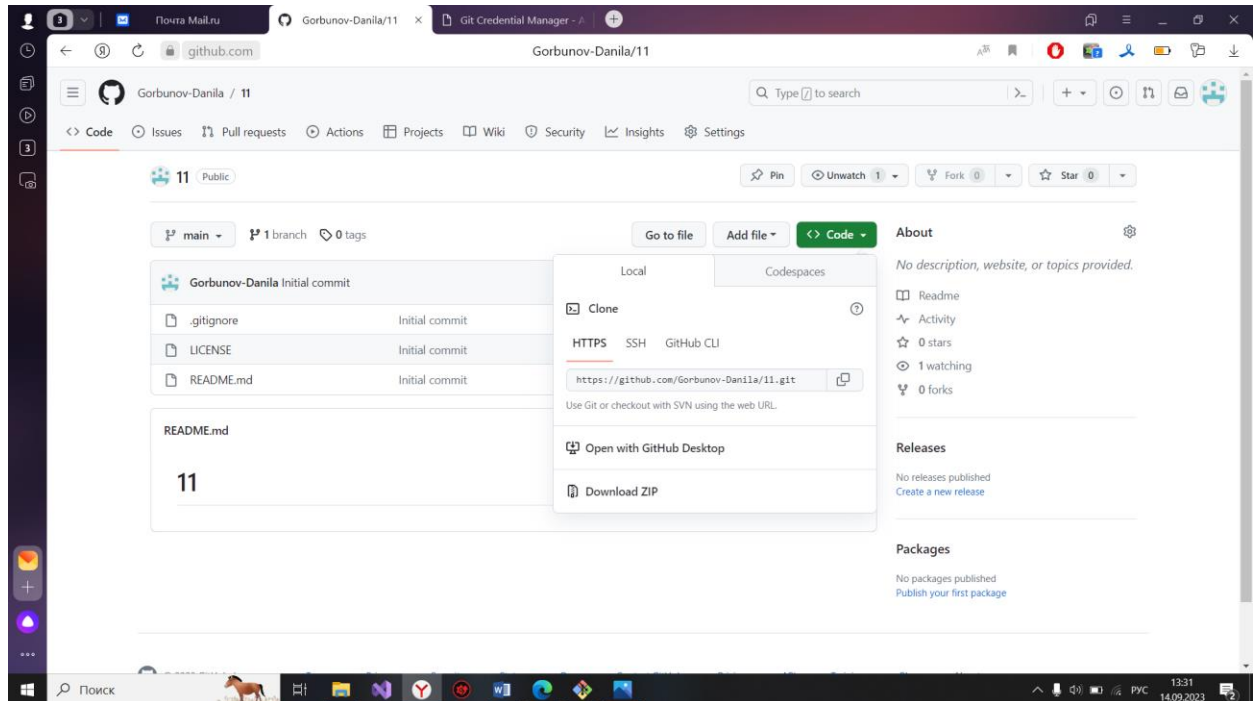 3 Почта Mail.ru Gorbunov-Danila/11 Git Credential Manager - A
github.com Gorbunov-Danila/11
Gorbunov-Danila / 11 Type / to search
Code Issues Pull requests Actions Projects Wiki Security Insights Settings
3
11 Public Pin Unwatch 1 Fork 0 Star 0
main 1 branch 0 tags Go to file Add file Code About
Local Codespaces No description, website, or topics provided.
Gorbunov-Danila Initial commit
Clone
Readme
.gitignore Initial commit
Activity
HTTPS SSH GitHub CLI
0 stars
LICENSE Initial commit
1 watching
README.md Initial commit https://github.com/Gorbunov-Danila/11.git
0 forks
Use Git or checkout with SVN using the web URL.
README.md
Open with GitHub Desktop Releases
11 No releases published
Download ZIP Create a new release
Packages
No packages published
Publish your first package
Поиск РУС 13:31
14.09.2023 2